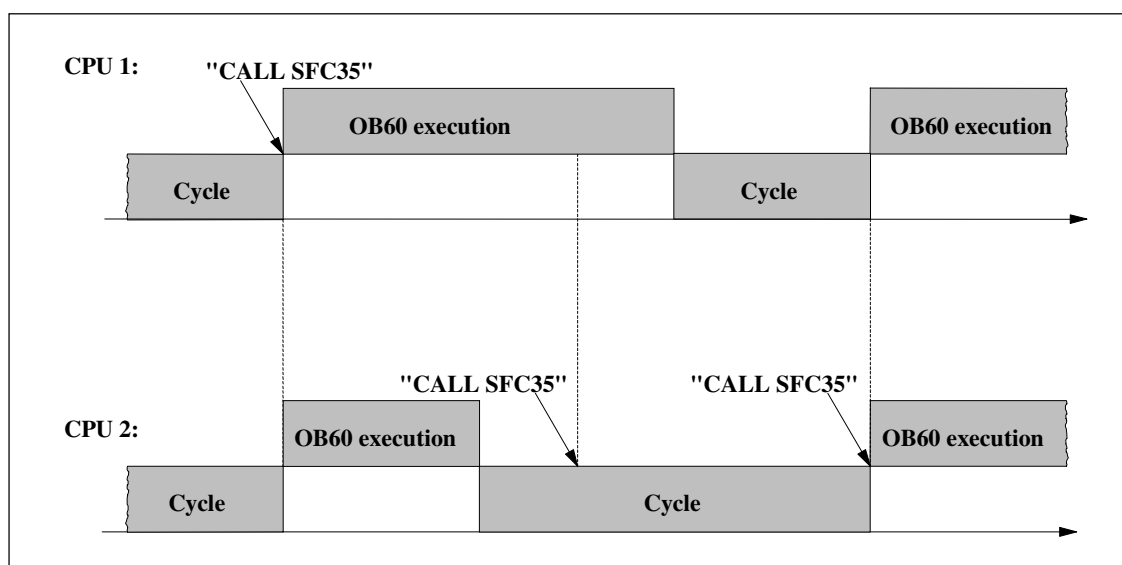 CPU 1:
"CALL SFC35"
OB60 execution
OB60 execution
Cycle
Cycle
"CALL SFC35"
"CALL SFC35"
CPU 2:
OB60 execution
OB60 execution
Cycle
Cycle